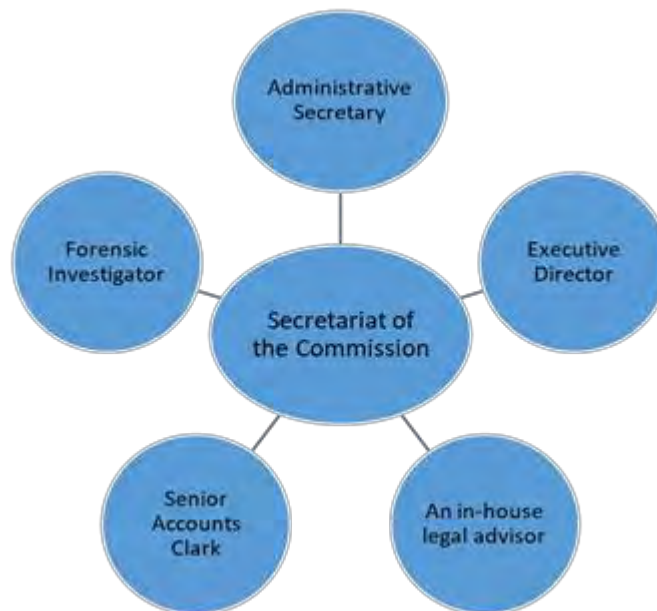 Administrative
Secretary
Forensic
Investigator
Executive
Director
Secretariat of
the Commission
Senior
Accounts
Clark
An in-house
legal advisor